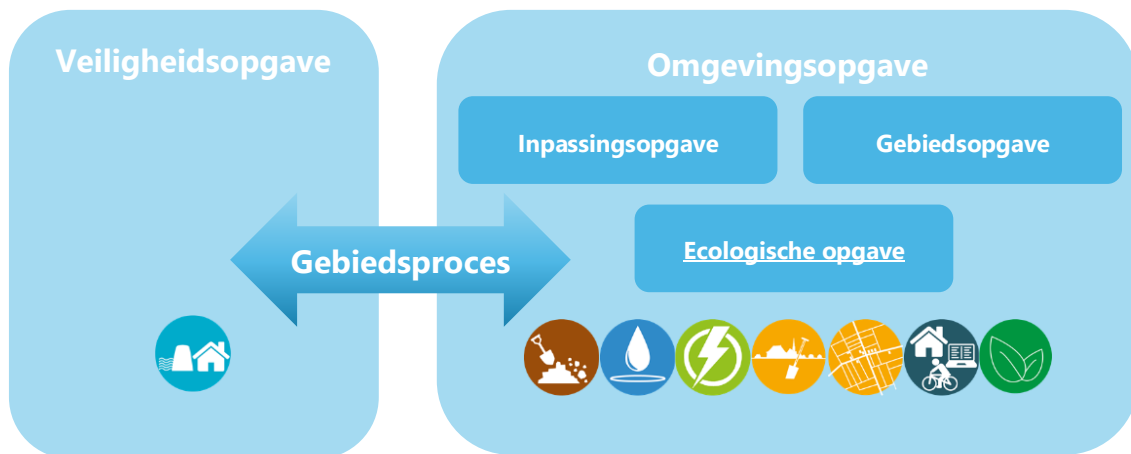 Veiligheidsopgave
Omgevingsopgave
Inpassingsopgave
Gebiedsopgave
Gebiedsproces
Ecologische opgave